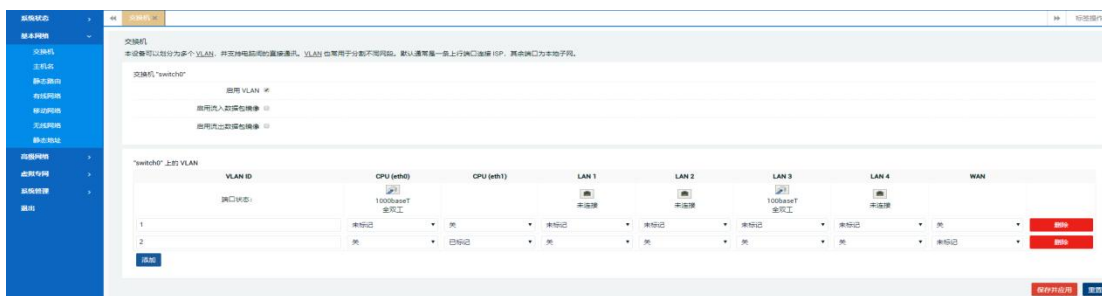 系统状态
基本网络
交换机
主机名
静态路由
有线网络
移动网络
无线网络
静态地址
高级网络
虚拟专网
系统管理
退出
交换机
标签操作
交换机
本设备可以划分为多个 VLAN，并支持电脑间的直接通讯。VLAN 也常用于分割不同网段。默认通常是一条上行端口连接 ISP，其余端口为本地子网。
交换机 "switch0"
启用 VLAN
启用流入数据包镜像
启用流出数据包镜像
"switch0" 上的 VLAN
VLAN ID CPU (eth0) CPU (eth1) LAN 1 LAN 2 LAN 3 LAN 4 WAN
端口状态： 1000baseT 全双工 未连接 未连接 100baseT 全双工 未连接
1 未标记 关 未标记 未标记 未标记 未标记 关 删除
2 关 已标记 关 关 关 关 未标记 删除
添加
保存并应用 重置